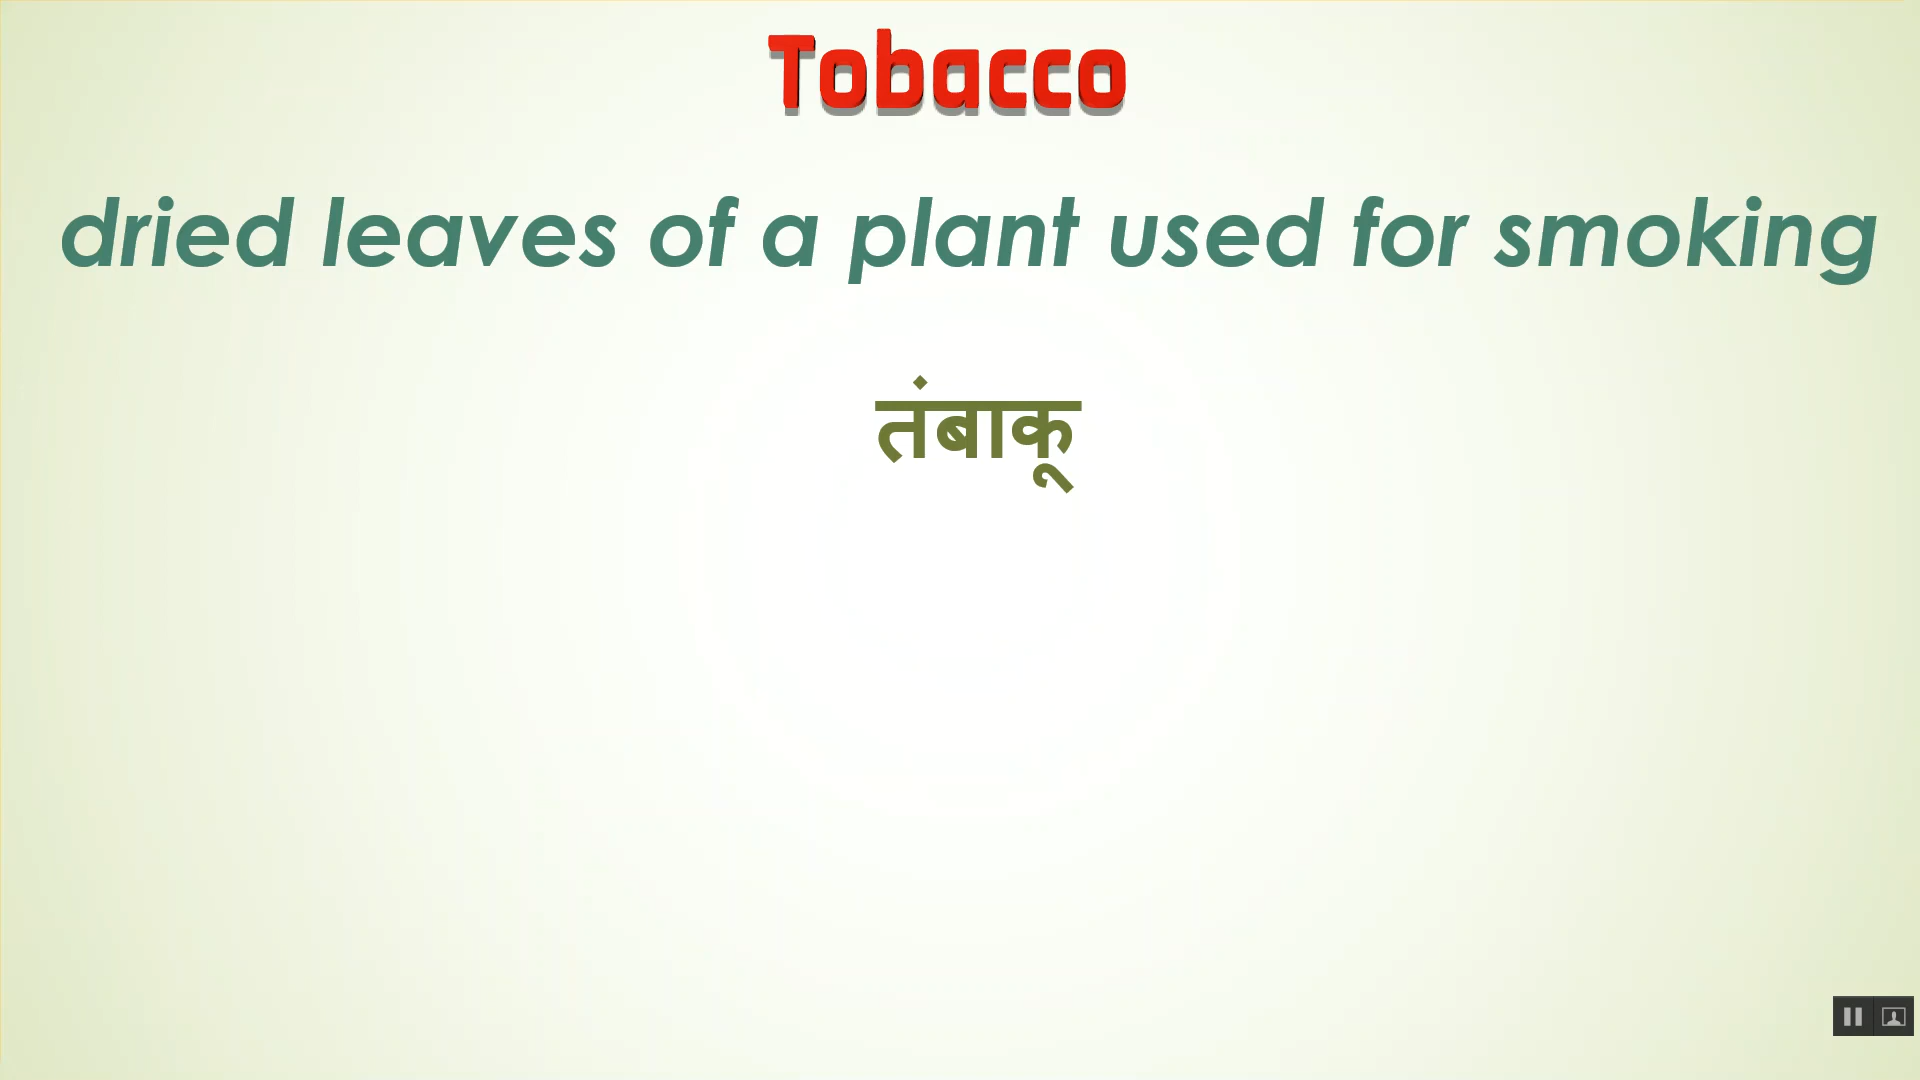 Tobacco
dried leaves of a plant used for smoking
तंबाकू